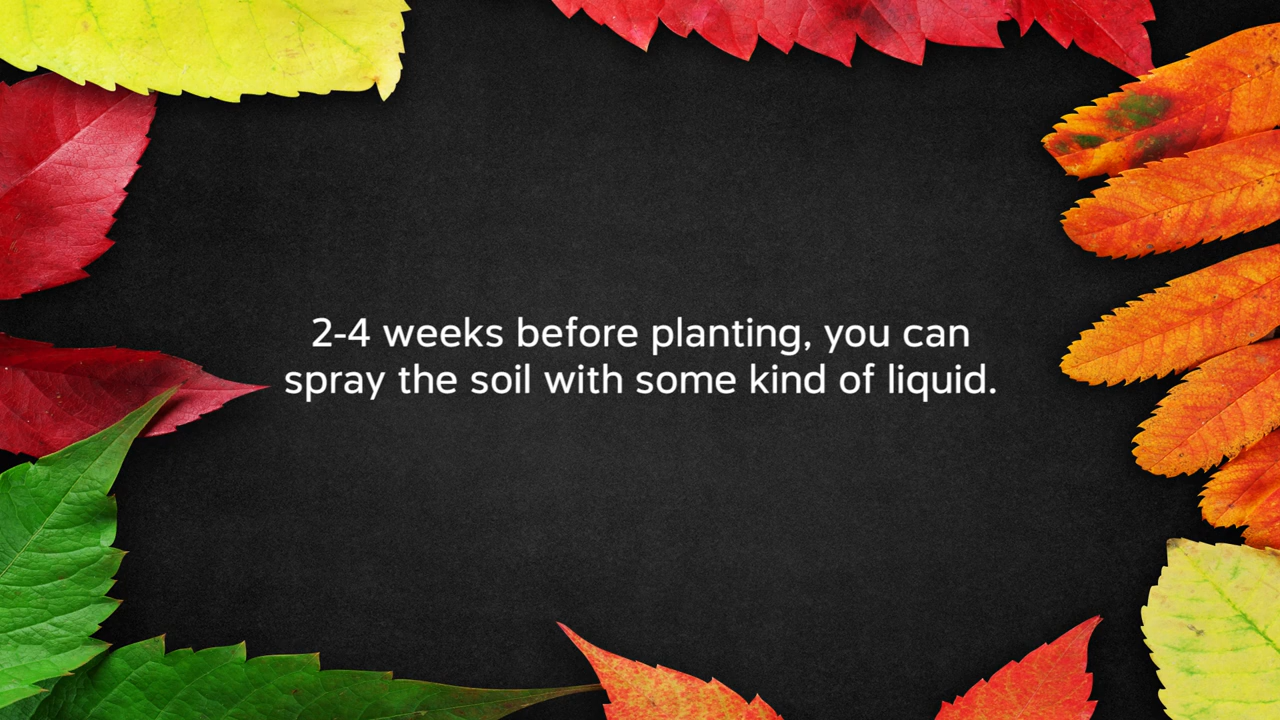 2-4 weeks before planting, you can
spray the soil with some kind of liquid.